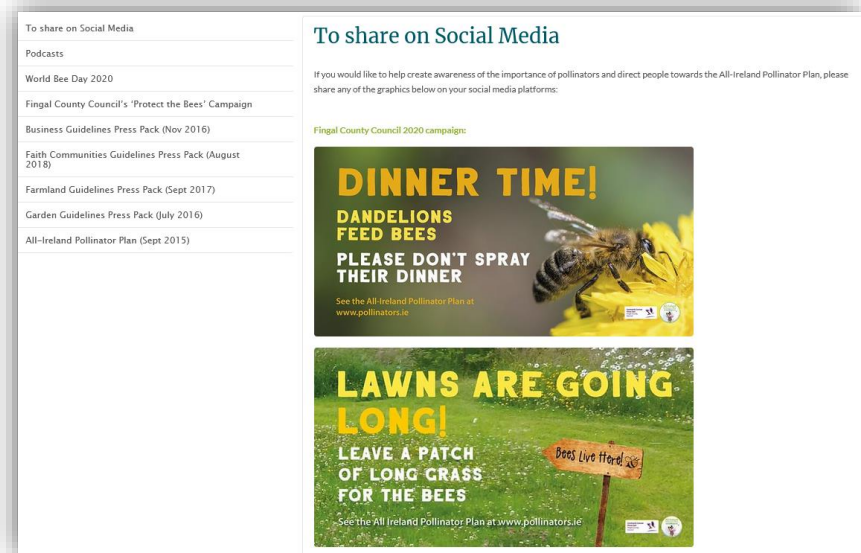 To share on Social Media
Podcasts
World Bee Day 2020
Fingal County Council's 'Protect the Bees' Campaign
Business Guidelines Press Pack (Nov 2016)
Faith Communities Guidelines Press Pack (August
2018)
Farmland Guidelines Press Pack (Sept 2017)
Garden Guidelines Press Pack (July 2016)
All-Ireland Pollinator Plan (Sept 2015)
To share on Social Media
If you would like to help create awareness of the importance of pollinators and direct people towards the All-Ireland Pollinator Plan, please
share any of the graphics below on your social media platforms:
Fingal County Council 2020 campaign:
DINNER TIME!
DANDELIONS
FEED BEES
PLEASE DON'T SPRAY
THEIR DINNER
See the All-Ireland Pollinator Plan at
www.pollinators.ie
LAWNS ARE GOING
LONG!
LEAVE A PATCH
OF LONG GRASS
FOR THE BEES
Bees Live Here!
See the All Ireland Pollinator Plan at www.pollinators.ie